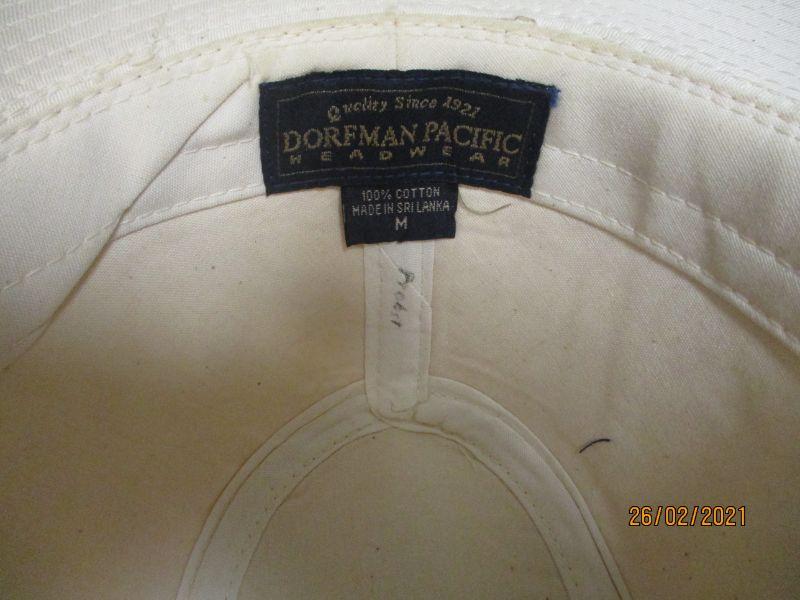 Quality Since 1921
DORFMAN PACIFIC
HEADWEAR
100% COTTON
MADE IN SRI LANKA
M
26/02/2021